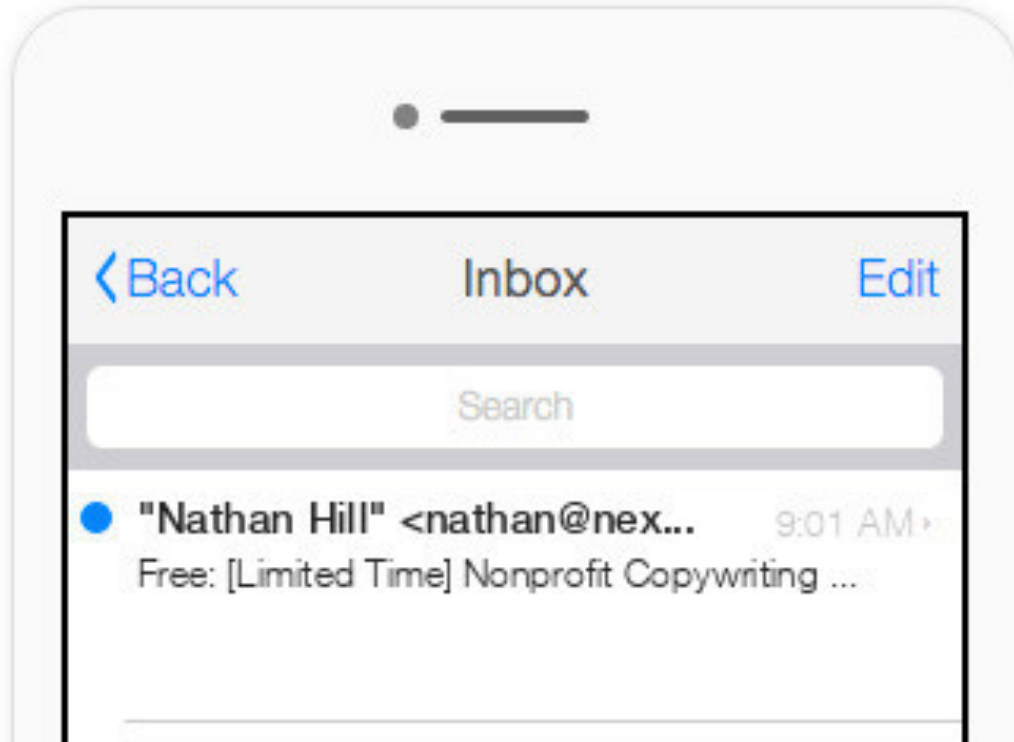 Back Inbox Edit
Search
"Nathan Hill" <nathan@nex... 9:01 AM
Free: [Limited Time] Nonprofit Copywriting ...